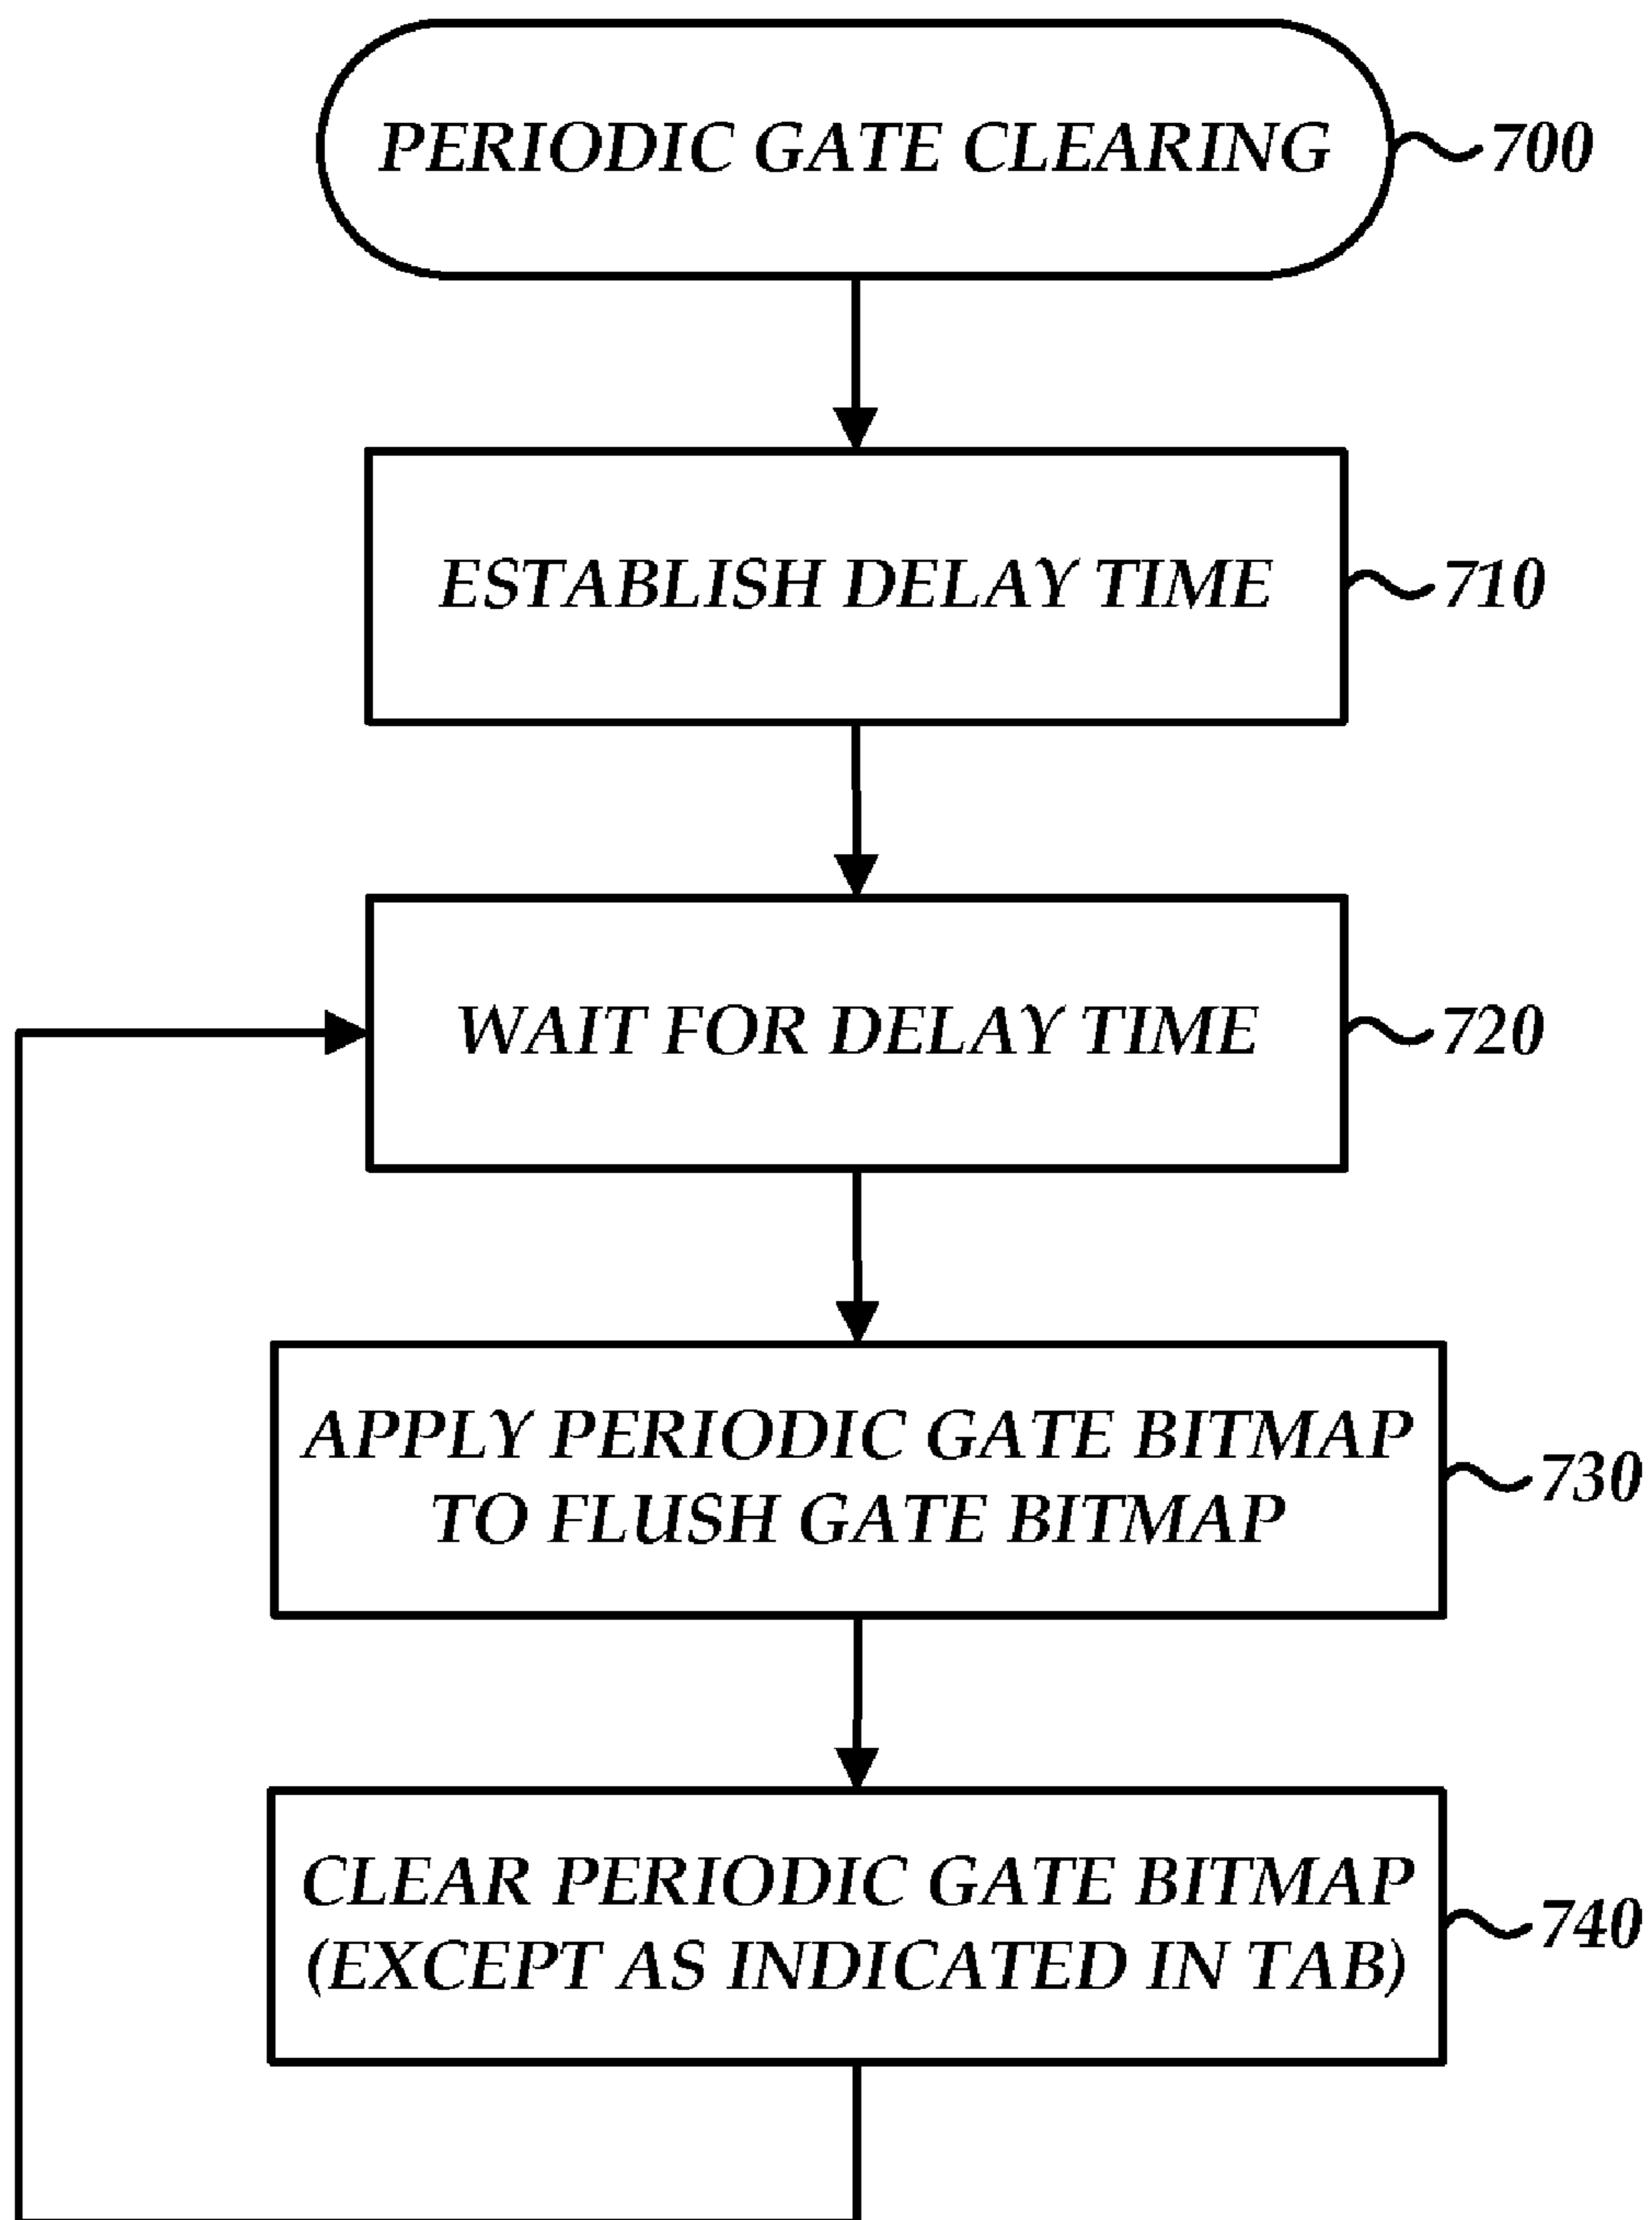 PERIODIC GATE CLEARING
700
ESTABLISH DELAY TIME
710
WAIT FOR DELAY TIME
720
APPLY PERIODIC GATE BITMAP
TO FLUSH GATE BITMAP
730
CLEAR PERIODIC GATE BITMAP
(EXCEPT AS INDICATED IN TAB)
740